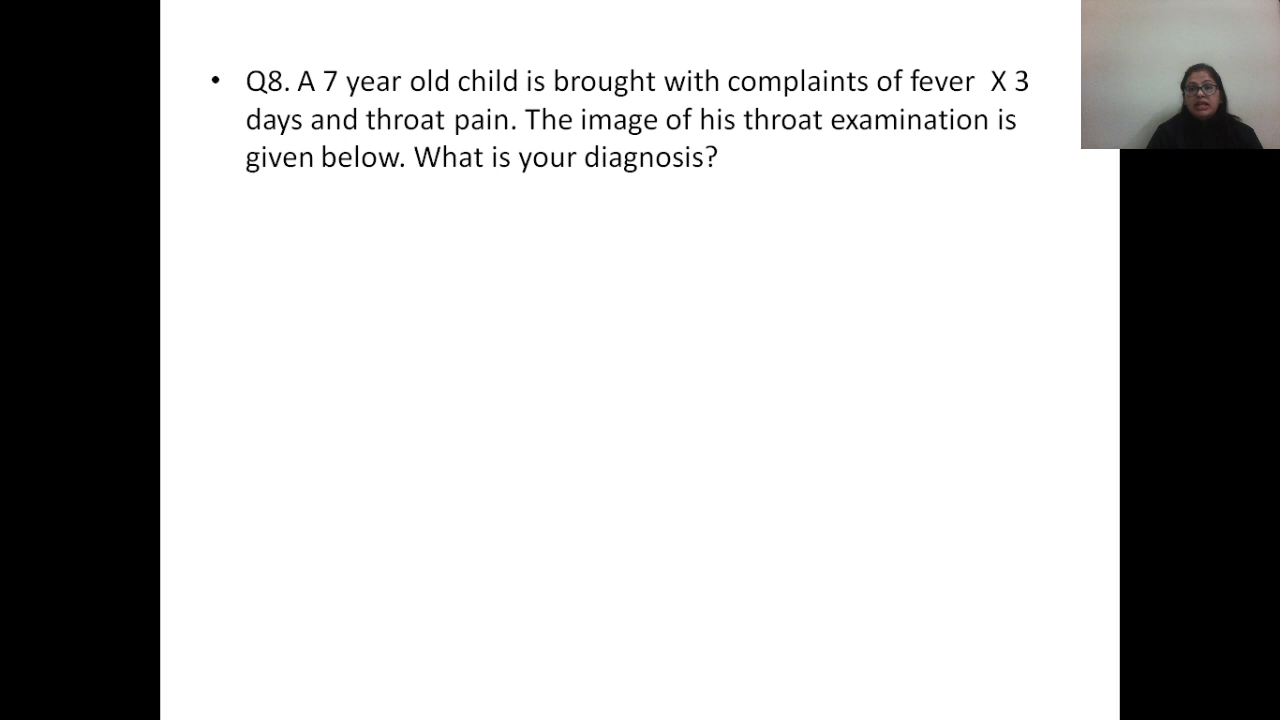 • Q8. A 7 year old child is brought with complaints of fever  X 3
days and throat pain. The image of his throat examination is
given below. What is your diagnosis?